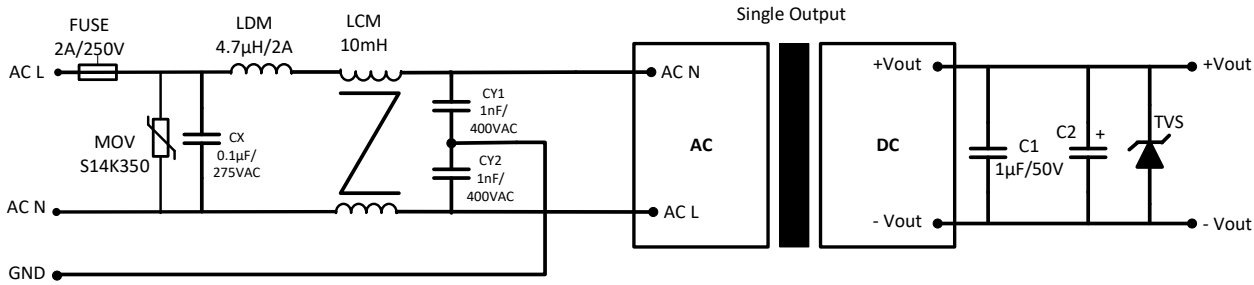 Single Output
FUSE
2A/250V
LDM
4.7µH/2A
LCM
10mH
AC L
AC N
+Vout
+Vout
CY1
1nF/
400VAC
MOV
S14K350
CX
0.1µF/
275VAC
AC
DC
C1
1µF/50V
C2
+
TVS
CY2
1nF/
400VAC
AC N
AC L
- Vout
- Vout
GND